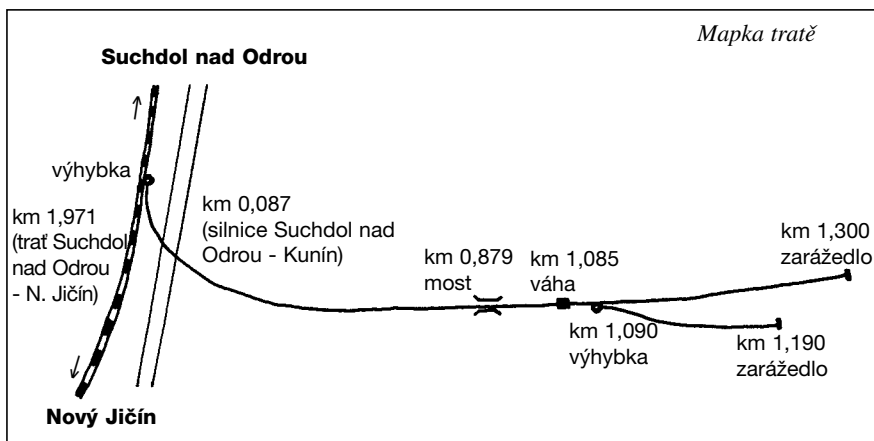 Mapka tratě
Suchdol nad Odrou
výhybka
km 1,971
(trať Suchdol
nad Odrou
- N. Jičín)
km 0,087
(silnice Suchdol nad
Odrou - Kunín)
km 0,879
most
km 1,085
váha
km 1,300
zarážedlo
km 1,090
výhybka
km 1,190
zarážedlo
Nový Jičín